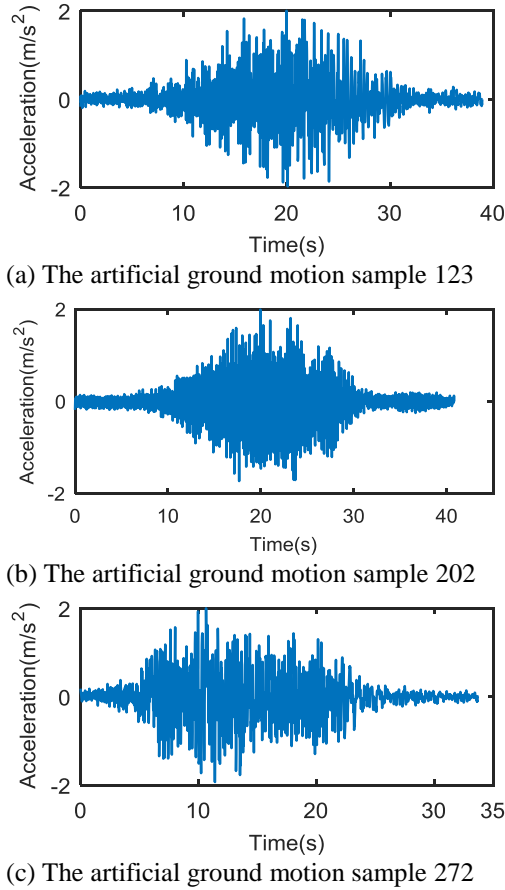 Acceleration(m/s²)
2
0
-2
0 10 20 30 40
Time(s)
(a) The artificial ground motion sample 123
Acceleration(m/s²)
2
0
-2
0 10 20 30 40
Time(s)
(b) The artificial ground motion sample 202
Acceleration(m/s²)
2
0
-2
0 10 20 30 35
Time(s)
(c) The artificial ground motion sample 272